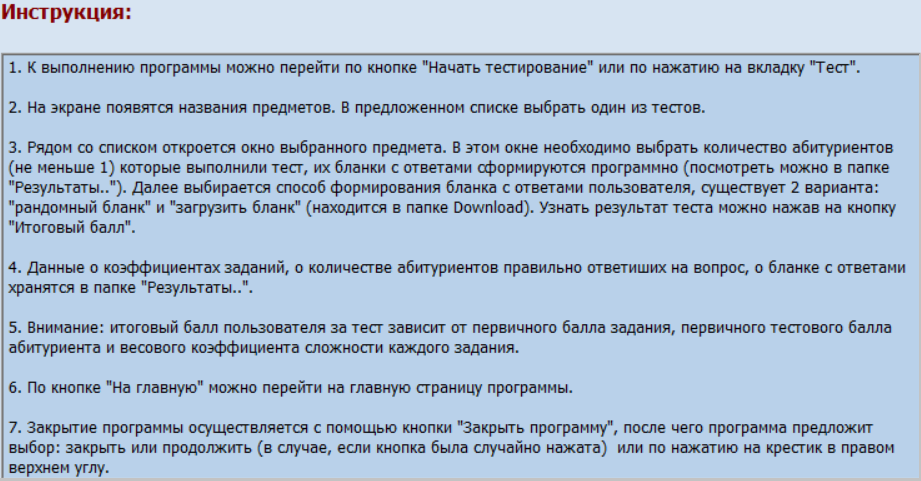 Инструкция:
1. К выполнению программы можно перейти по кнопке "Начать тестирование" или по нажатию на вкладку "Тест".
2. На экране появятся названия предметов. В предложенном списке выбрать один из тестов.
3. Рядом со списком откроется окно выбранного предмета. В этом окне необходимо выбрать количество абитуриентов
(не меньше 1) которые выполнили тест, их бланки с ответами сформируются программно (посмотреть можно в папке
"Результаты.."). Далее выбирается способ формирования бланка с ответами пользователя, существует 2 варианта:
"рандомный бланк" и "загрузить бланк" (находится в папке Download). Узнать результат теста можно нажав на кнопку
"Итоговый балл".
4. Данные о коэффициентах заданий, о количестве абитуриентов правильно ответиших на вопрос, о бланке с ответами
хранятся в папке "Результаты..".
5. Внимание: итоговый балл пользователя за тест зависит от первичного балла задания, первичного тестового балла
абитуриента и весового коэффициента сложности каждого задания.
6. По кнопке "На главную" можно перейти на главную страницу программы.
7. Закрытие программы осуществляется с помощью кнопки "Закрыть программу", после чего программа предложит
выбор: закрыть или продолжить (в случае, если кнопка была случайно нажата) или по нажатию на крестик в правом
верхнем углу.